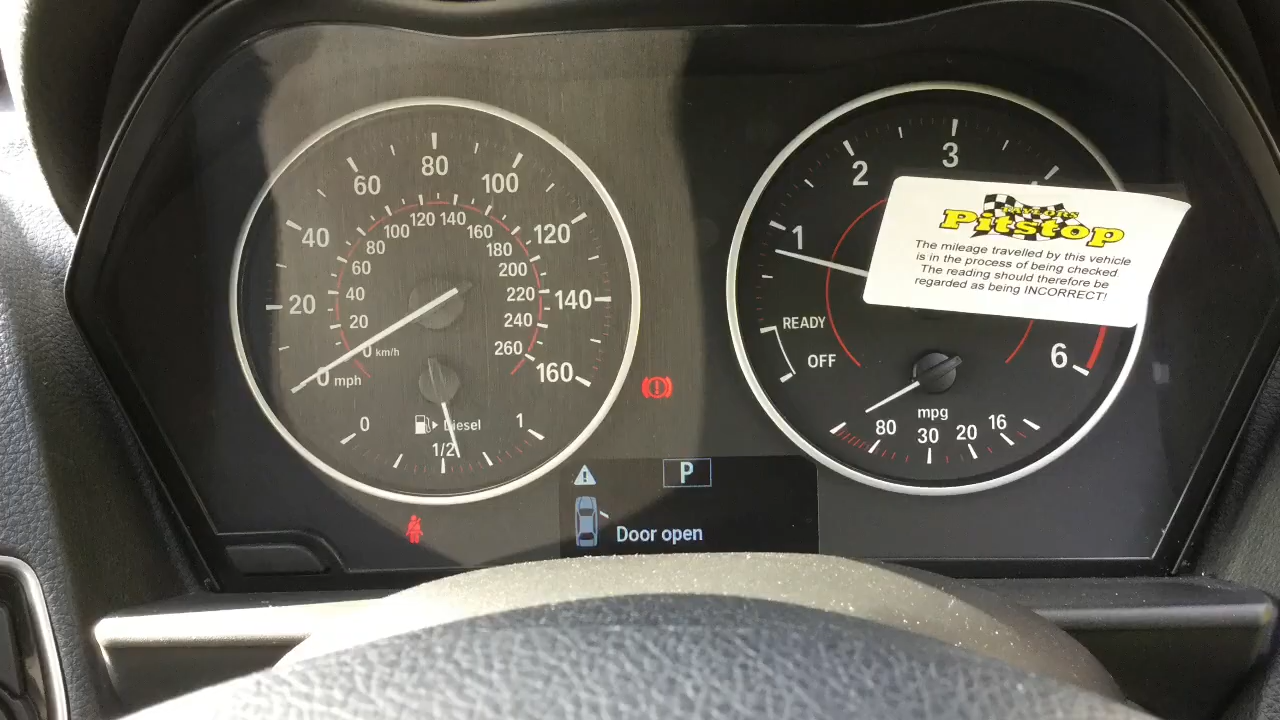 80
60
100
40
120
20
140
0 mph
160
120 140
100
160
80
180
60
200
40
220
20
240
0 km/h
260
0
Diesel
1
1/2
P
Door open
3
2
1
TAYLORS
Pitstop
The mileage travelled by this vehicle
is in the process of being checked
The reading should therefore be
regarded as being INCORRECT!
READY
OFF
6
mpg
80
30
20
16